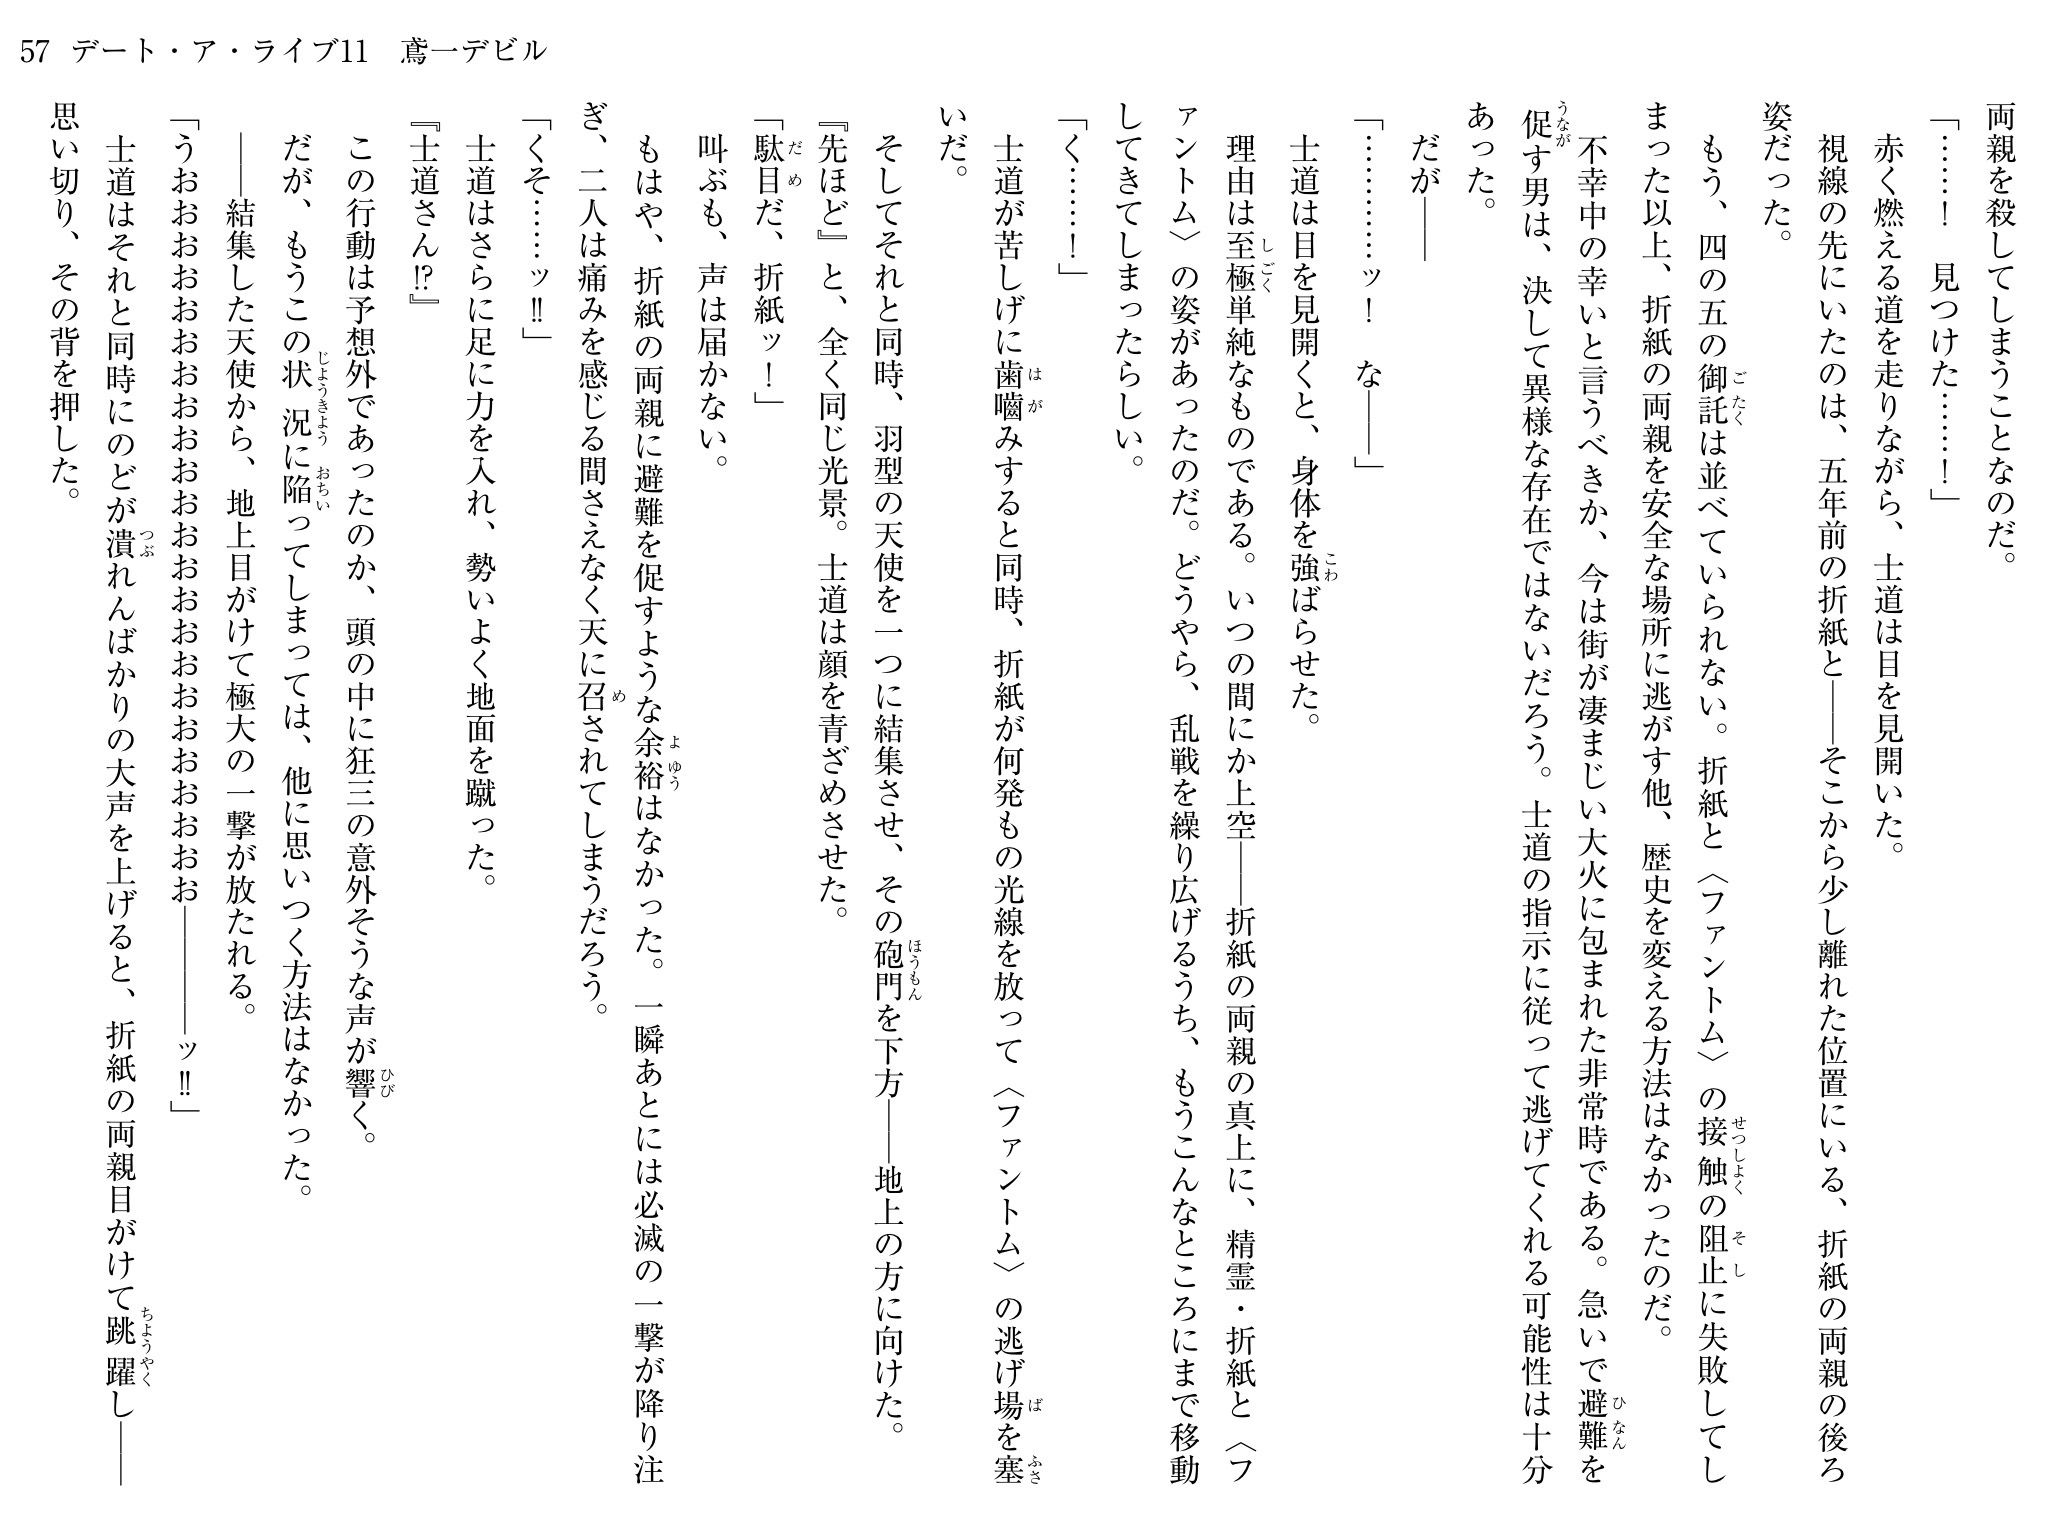 57 デート・ア・ライブ11 鳶一デビル
両親を殺してしまうことなのだ。
「……！ 見つけた……！」
赤く燃える道を走りながら、士道は目を見開いた。
視線の先にいたのは、五年前の折紙と――そこから少し離れた位置にいる、折紙の両親の後ろ
姿だった。
もう、四の五の御託は並べていられない。折紙と〈ファントム〉の接触の阻止に失敗してし
まった以上、折紙の両親を安全な場所に逃がす他、歴史を変える方法はなかったのだ。
不幸中の幸いと言うべきか、今は街が凄まじい大火に包まれた非常時である。急いで避難を
促す男は、決して異様な存在ではないだろう。士道の指示に従って逃げてくれる可能性は十分
あった。
だが――
「…………ッ！ な――」
士道は目を見開くと、身体を強ばらせた。
理由は至極単純なものである。いつの間にか上空――折紙の両親の真上に、精霊・折紙と〈フ
ァントム〉の姿があったのだ。どうやら、乱戦を繰り広げるうち、もうこんなところにまで移動
してきてしまったらしい。
「く……！」
士道が苦しげに歯嚙みすると同時、折紙が何発もの光線を放って〈ファントム〉の逃げ場を塞
いだ。
そしてそれと同時、羽型の天使を一つに結集させ、その砲門を下方――地上の方に向けた。
『先ほど』と、全く同じ光景。士道は顔を青ざめさせた。
「駄目だ、折紙ッ！」
叫ぶも、声は届かない。
もはや、折紙の両親に避難を促すような余裕はなかった。一瞬あとには必滅の一撃が降り注
ぎ、二人は痛みを感じる間さえなく天に召されてしまうだろう。
「くそ……ッ‼」
士道はさらに足に力を入れ、勢いよく地面を蹴った。
『士道さん⁉』
この行動は予想外であったのか、頭の中に狂三の意外そうな声が響く。
だが、もうこの状況に陥ってしまっては、他に思いつく方法はなかった。
――結集した天使から、地上目がけて極大の一撃が放たれる。
「うおおおおおおおおおおおおおおおおおおおおおおおお――――ッ‼」
士道はそれと同時にのどが潰れんばかりの大声を上げると、折紙の両親目がけて跳躍し――
思い切り、その背を押した。